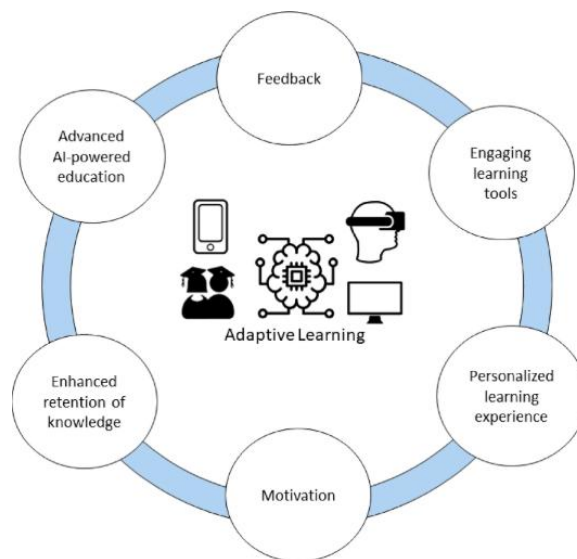 Feedback
Engaging
learning
tools
Personalized
learning
experience
Motivation
Enhanced
retention of
knowledge
Advanced
AI-powered
education
Adaptive Learning